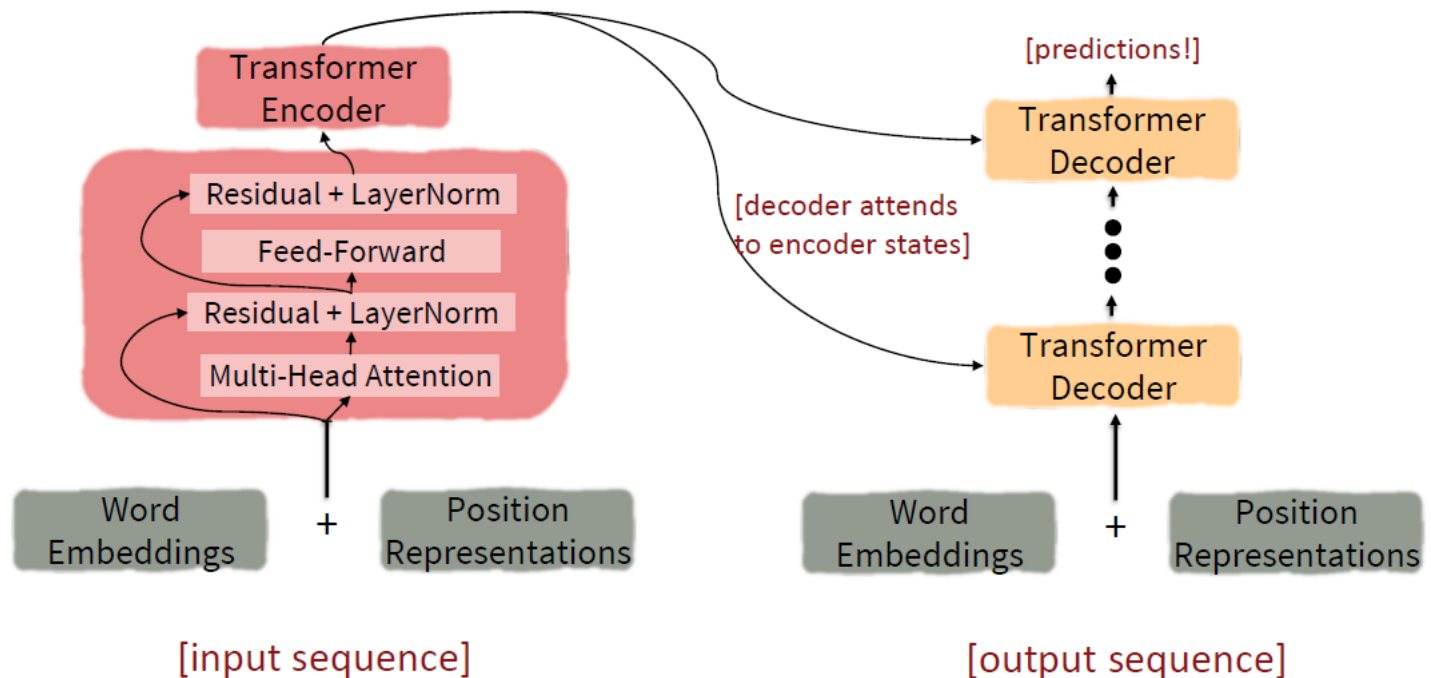 Transformer
Encoder
Residual + LayerNorm
Feed-Forward
Residual + LayerNorm
Multi-Head Attention
Word
Embeddings
+
Position
Representations
[input sequence]
[decoder attends
to encoder states]
[predictions!]
Transformer
Decoder
Transformer
Decoder
Word
Embeddings
+
Position
Representations
[output sequence]